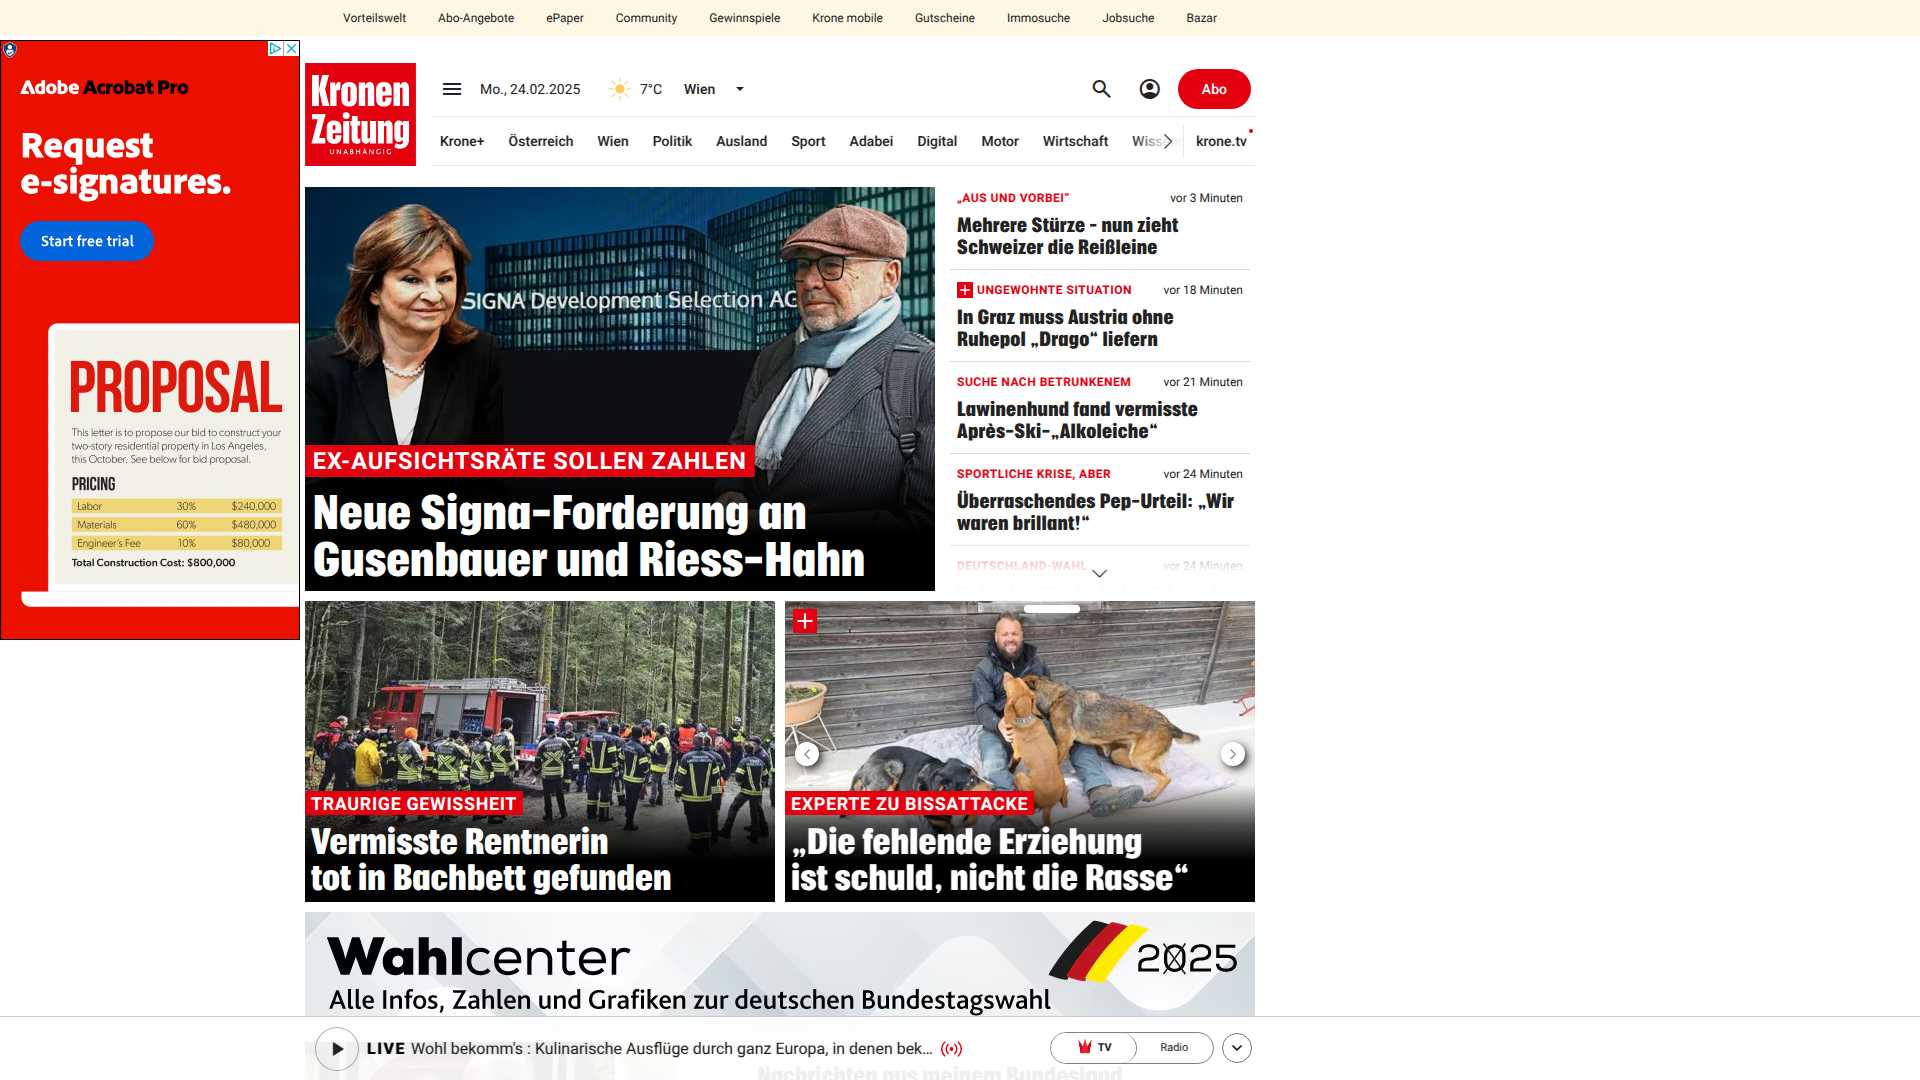 Vorteilswelt Abo-Angebote ePaper Community Gewinnspiele Krone mobile Gutscheine Immosuche Jobsuche Bazar
Adobe Acrobat Pro
Request
e-signatures.
Start free trial
PROPOSAL
This letter is to propose our bid to construct your
two-story residential property in Los Angeles,
this October. See below for bid proposal.
PRICING
Labor 30% $240,000
Materials 60% $480,000
Engineer's Fee 10% $80,000
Total Construction Cost: $800,000
Kronen
Zeitung
UNABHÄNGIG
Mo., 24.02.2025 7°C Wien
Abo
Krone+ Österreich Wien Politik Ausland Sport Adabei Digital Motor Wirtschaft krone.tv
SIGNA Development Selection AG
EX-AUFSICHTSRÄTE SOLLEN ZAHLEN
Neue Signa-Forderung an
Gusenbauer und Riess-Hahn
„AUS UND VORBEI“ vor 3 Minuten
Mehrere Stürze - nun zieht
Schweizer die Reißleine
UNGEWOHNTE SITUATION vor 18 Minuten
In Graz muss Austria ohne
Ruhepol „Drago“ liefern
SUCHE NACH BETRUNKENEM vor 21 Minuten
Lawinenhund fand vermisste
Après-Ski-„Alkoleiche“
SPORTLICHE KRISE, ABER vor 24 Minuten
Überraschendes Pep-Urteil: „Wir
waren brillant!“
DEUTSCHLAND-WAHL vor 24 Minuten
TRAURIGE GEWISSHEIT
Vermisste Rentnerin
tot in Bachbett gefunden
EXPERTE ZU BISSATTACKE
„Die fehlende Erziehung
ist schuld, nicht die Rasse“
Wahlcenter
2025
Alle Infos, Zahlen und Grafiken zur deutschen Bundestagswahl
LIVE Wohl bekomm's : Kulinarische Ausflüge durch ganz Europa, in denen bek...
TV Radio
Nachrichten aus meinem Bundesland